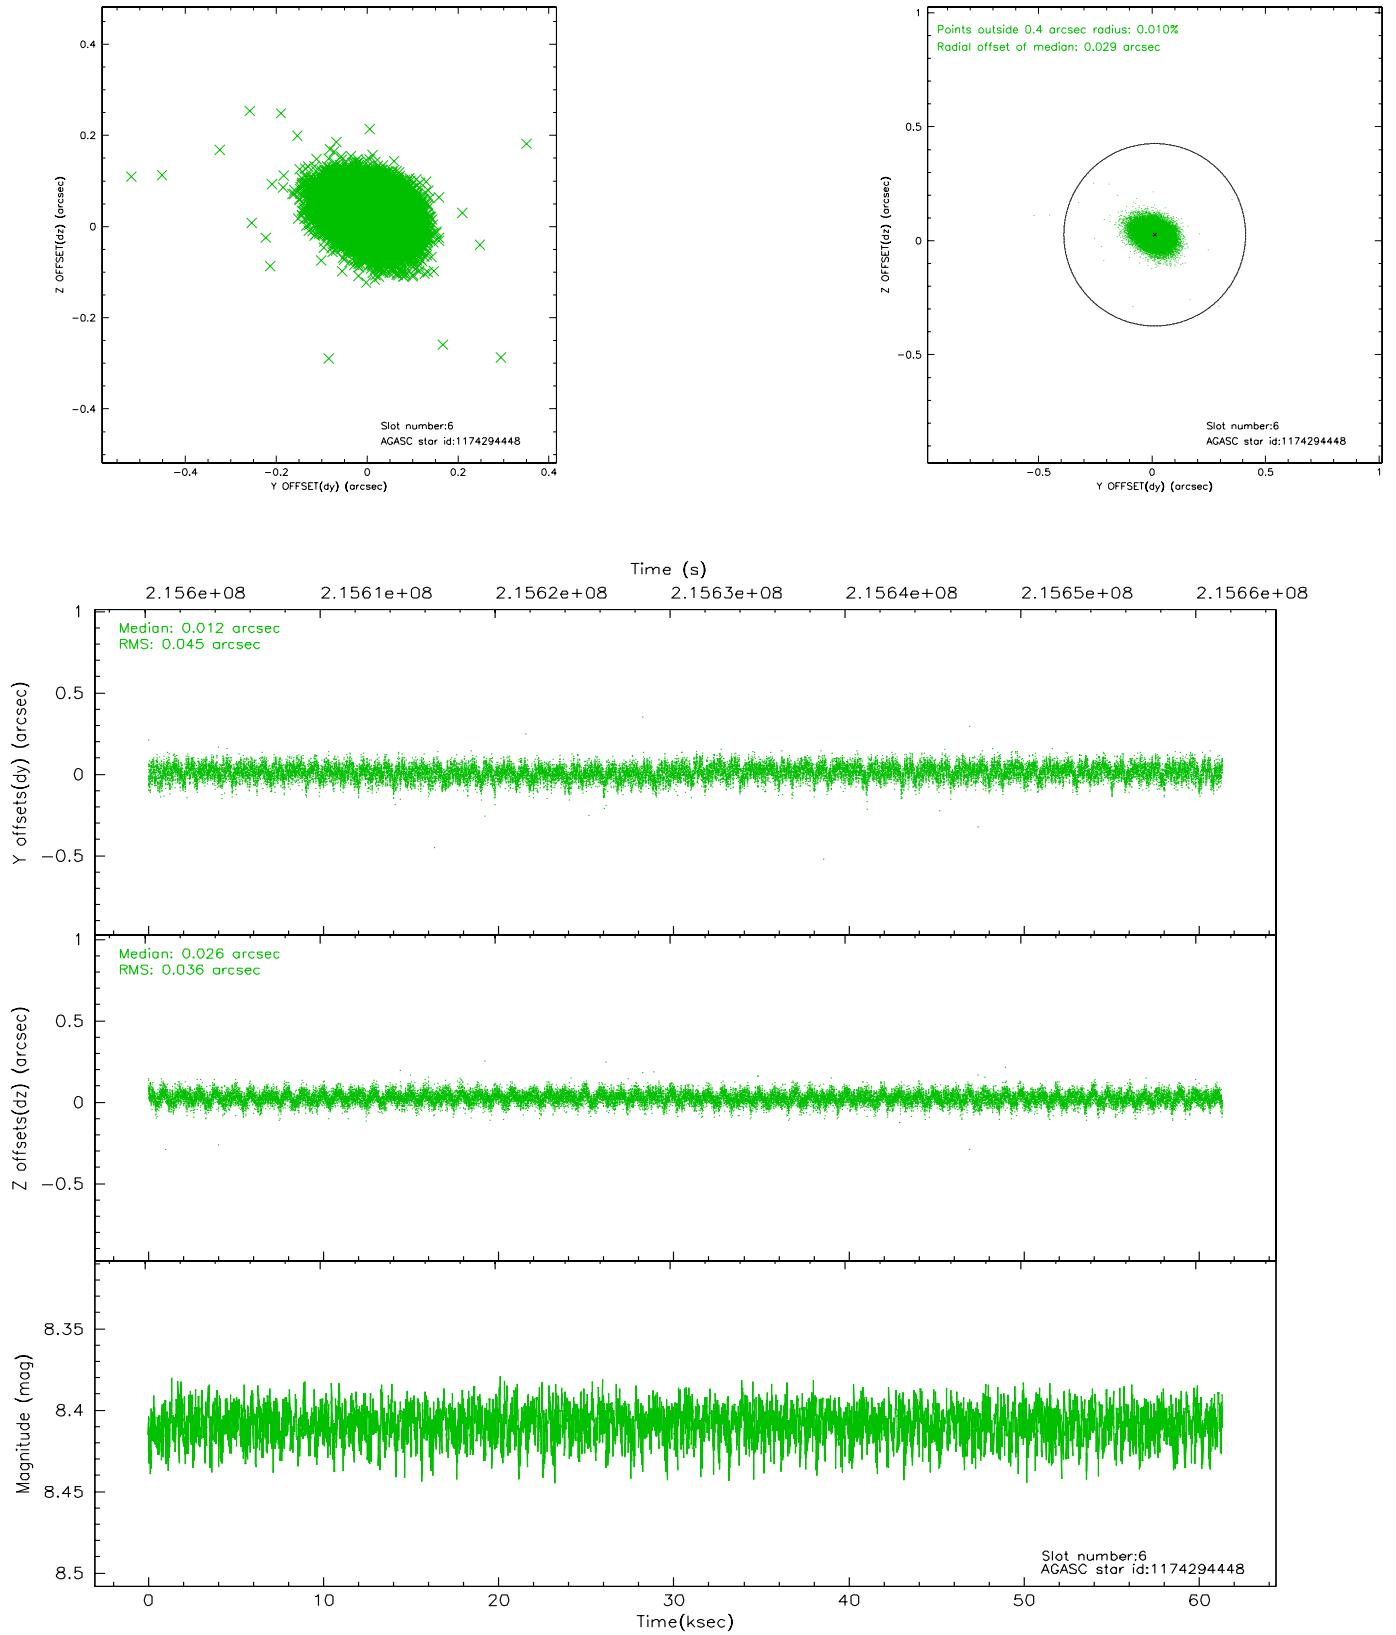 0.4
0.2
0
−0.2
−0.4
Z OFFSET(dz) (arcsec)
Slot number:6
AGASC star id:1174294448
−0.4 −0.2 0 0.2 0.4
Y OFFSET(dy) (arcsec)
Points outside 0.4 arcsec radius: 0.010%
Radial offset of median: 0.029 arcsec
1
0.5
0
−0.5
Z OFFSET(dz) (arcsec)
Slot number:6
AGASC star id:1174294448
−0.5 0 0.5 1
Y OFFSET(dy) (arcsec)
Time (s)
2.156e+08 2.1561e+08 2.1562e+08 2.1563e+08 2.1564e+08 2.1565e+08 2.1566e+08
Median: 0.012 arcsec
RMS: 0.045 arcsec
1
0.5
0
−0.5
Y offsets(dy) (arcsec)
Median: 0.026 arcsec
RMS: 0.036 arcsec
1
0.5
0
−0.5
Z offsets(dz) (arcsec)
8.35
8.4
8.45
8.5
Magnitude (mag)
Slot number:6
AGASC star id:1174294448
0 10 20 30 40 50 60
Time(ksec)